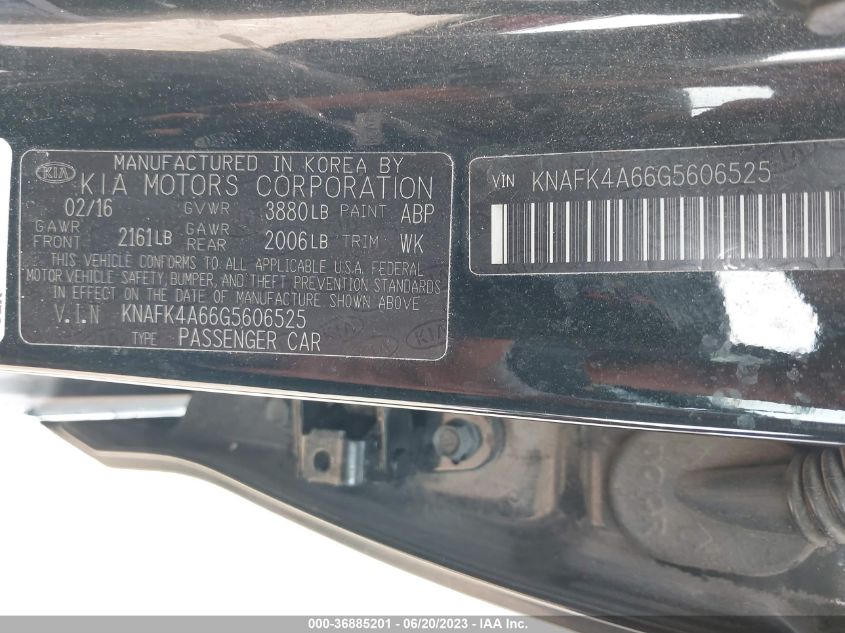 KIA MANUFACTURED IN KOREA BY
KIA MOTORS CORPORATION
02/16 GVWR 3880LB PAINT ABP
GAWR FRONT 2161LB GAWR REAR 2006LB TRIM WK
THIS VEHICLE CONFORMS TO ALL APPLICABLE U.S.A. FEDERAL
MOTOR VEHICLE SAFETY, BUMPER, AND THEFT PREVENTION STANDARDS
IN EFFECT ON THE DATE OF MANUFACTURE SHOWN ABOVE
V.I.N KNAFK4A66G5606525
TYPE PASSENGER CAR
VIN KNAFK4A66G5606525
000-36885201 - 06/20/2023 - IAA Inc.